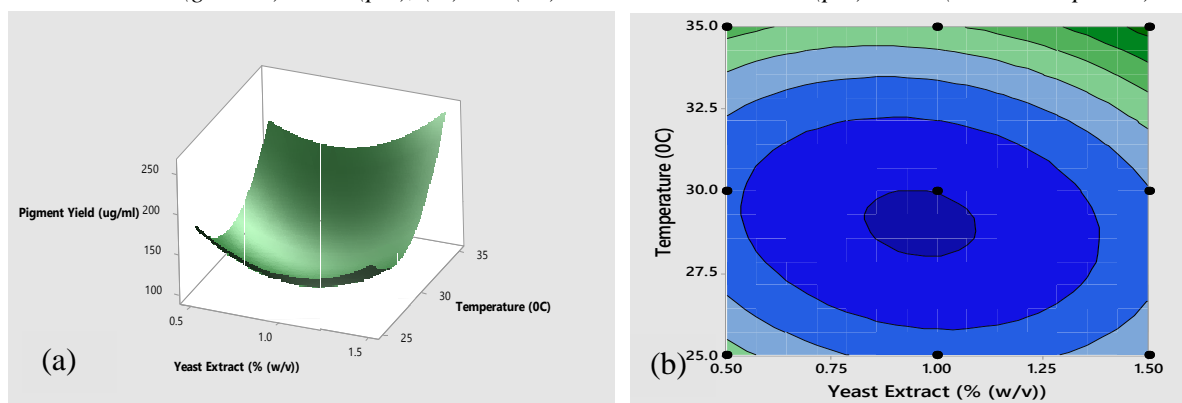 250
200
Pigment Yield (ug/ml)
150
100
0.5
1.0
1.5
Yeast Extract (% (w/v))
25
30
35
Temperature (0C)
(a)
35.0
32.5
30.0
27.5
25.0
Temperature (0C)
0.50
0.75
1.00
1.25
1.50
Yeast Extract (% (w/v))
(b)